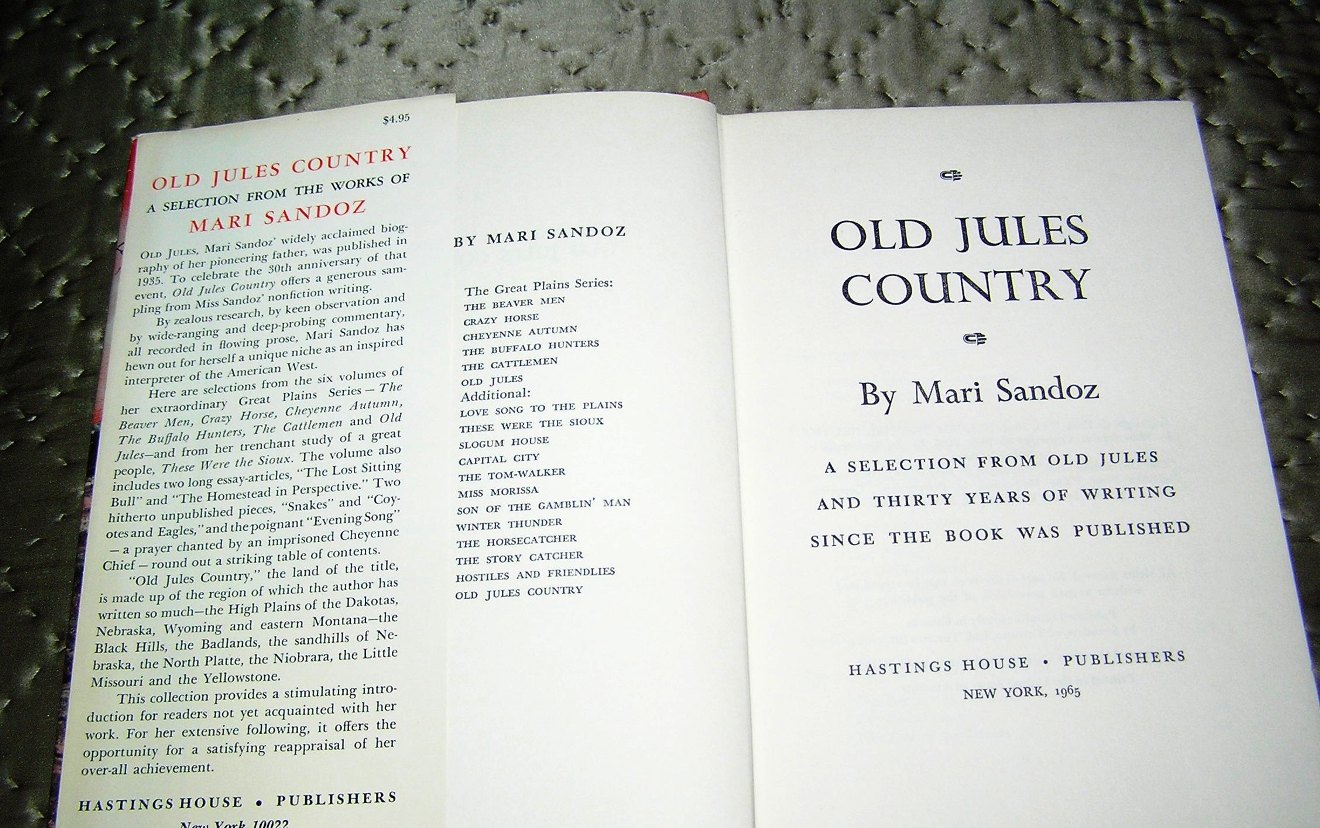 $4.95
OLD JULES COUNTRY
A SELECTION FROM THE WORKS OF
MARI SANDOZ
OLD JULES, Mari Sandoz' widely acclaimed biog-
raphy of her pioneering father, was published in
1935. To celebrate the 30th anniversary of that
event, Old Jules Country offers a generous sam-
pling from Miss Sandoz' nonfiction writing.
By zealous research, by keen observation and
by wide-ranging and deep-probing commentary,
all recorded in flowing prose, Mari Sandoz has
hewn out for herself a unique niche as an inspired
interpreter of the American West.
Here are selections from the six volumes of
her extraordinary Great Plains Series — The
Beaver Men, Crazy Horse, Cheyenne Autumn,
The Buffalo Hunters, The Cattlemen and Old
Jules—and from her trenchant study of a great
people, These Were the Sioux. The volume also
includes two long essay-articles, "The Lost Sitting
Bull" and "The Homestead in Perspective." Two
hitherto unpublished pieces, "Snakes" and "Coy-
otes and Eagles," and the poignant "Evening Song"
— a prayer chanted by an imprisoned Cheyenne
Chief — round out a striking table of contents.
"Old Jules Country," the land of the title,
is made up of the region of which the author has
written so much—the High Plains of the Dakotas,
Nebraska, Wyoming and eastern Montana—the
Black Hills, the Badlands, the sandhills of Ne-
braska, the North Platte, the Niobrara, the Little
Missouri and the Yellowstone.
This collection provides a stimulating intro-
duction for readers not yet acquainted with her
work. For her extensive following, it offers the
opportunity for a satisfying reappraisal of her
over-all achievement.
HASTINGS HOUSE • PUBLISHERS
New York 10022
BY MARI SANDOZ
The Great Plains Series:
THE BEAVER MEN
CRAZY HORSE
CHEYENNE AUTUMN
THE BUFFALO HUNTERS
THE CATTLEMEN
OLD JULES
Additional:
LOVE SONG TO THE PLAINS
THESE WERE THE SIOUX
SLOGUM HOUSE
CAPITAL CITY
THE TOM-WALKER
MISS MORISSA
SON OF THE GAMBLIN' MAN
WINTER THUNDER
THE HORSECATCHER
THE STORY CATCHER
HOSTILES AND FRIENDLIES
OLD JULES COUNTRY
OLD JULES
COUNTRY
By Mari Sandoz
A SELECTION FROM OLD JULES
AND THIRTY YEARS OF WRITING
SINCE THE BOOK WAS PUBLISHED
HASTINGS HOUSE • PUBLISHERS
NEW YORK, 1965